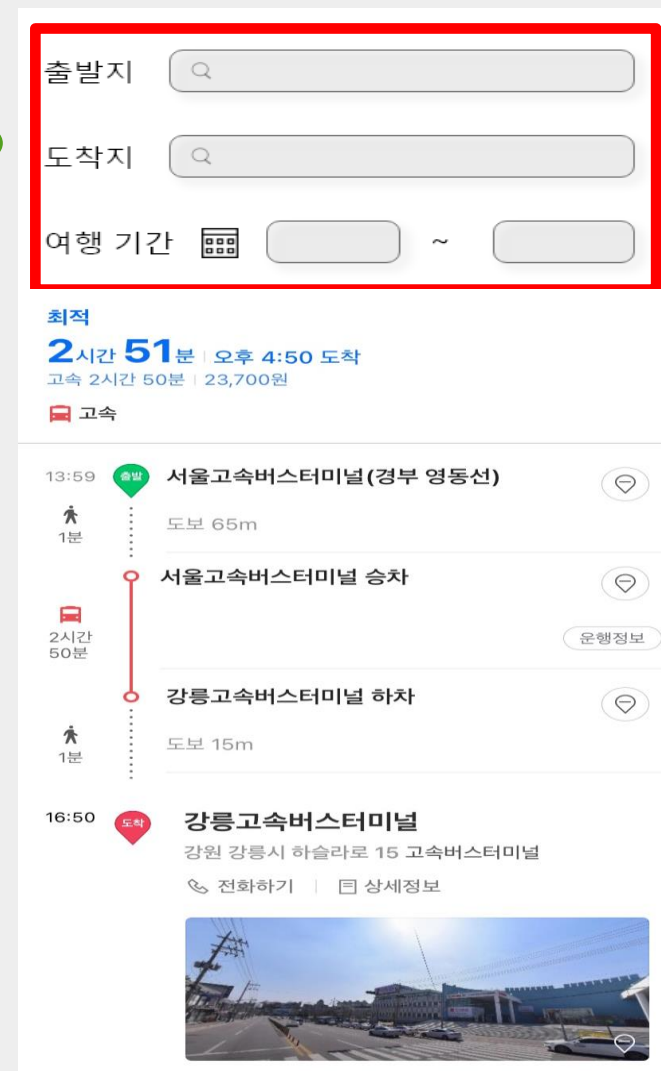 출발지
도착지
여행 기간 ~
최적
2시간 51분 | 오후 4:50 도착
고속 2시간 50분 | 23,700원
고속
13:59 출발 서울고속버스터미널(경부 영동선)
1분 도보 65m
서울고속버스터미널 승차
2시간
50분
운행정보
강릉고속버스터미널 하차
1분 도보 15m
16:50 도착 강릉고속버스터미널
강원 강릉시 하슬라로 15 고속버스터미널
전화하기 | 상세정보